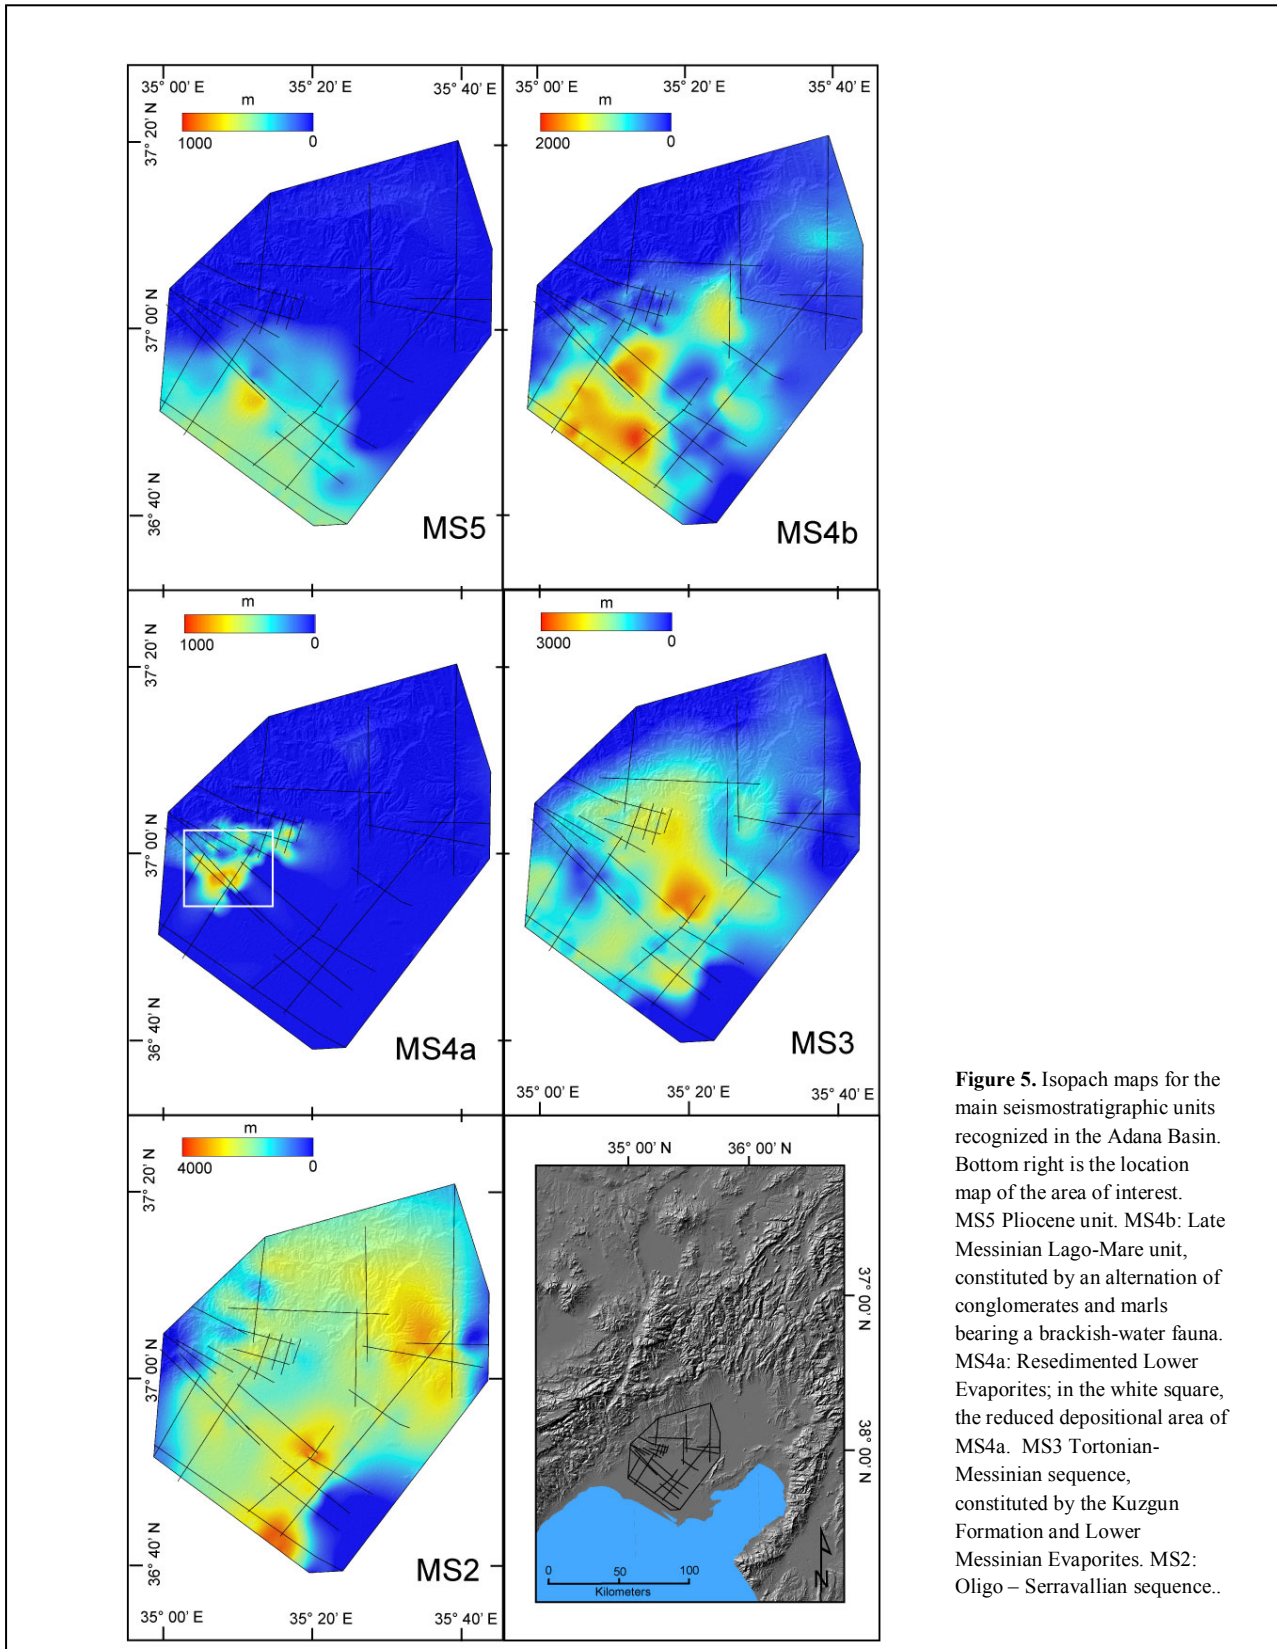 35° 00' E
35° 20' E
35° 40' E
m
1000
0
37° 20' N
37° 00' N
36° 40' N
MS5
35° 00' E
35° 20' E
35° 40' E
m
2000
0
MS4b
m
1000
0
37° 20' N
37° 00' N
36° 40' N
MS4a
m
3000
0
MS3
35° 00' E
35° 20' E
35° 40' E
m
4000
0
37° 20' N
37° 00' N
36° 40' N
MS2
35° 00' E
35° 20' E
35° 40' E
35° 00' N
36° 00' N
37° 00' N
38° 00' N
0
50
100
Kilometers
N
Figure 5. Isopach maps for the
main seismostratigraphic units
recognized in the Adana Basin.
Bottom right is the location
map of the area of interest.
MS5 Pliocene unit. MS4b: Late
Messinian Lago-Mare unit,
constituted by an alternation of
conglomerates and marls
bearing a brackish-water fauna.
MS4a: Resedimented Lower
Evaporites; in the white square,
the reduced depositional area of
MS4a. MS3 Tortonian-
Messinian sequence,
constituted by the Kuzgun
Formation and Lower
Messinian Evaporites. MS2:
Oligo – Serravallian sequence..